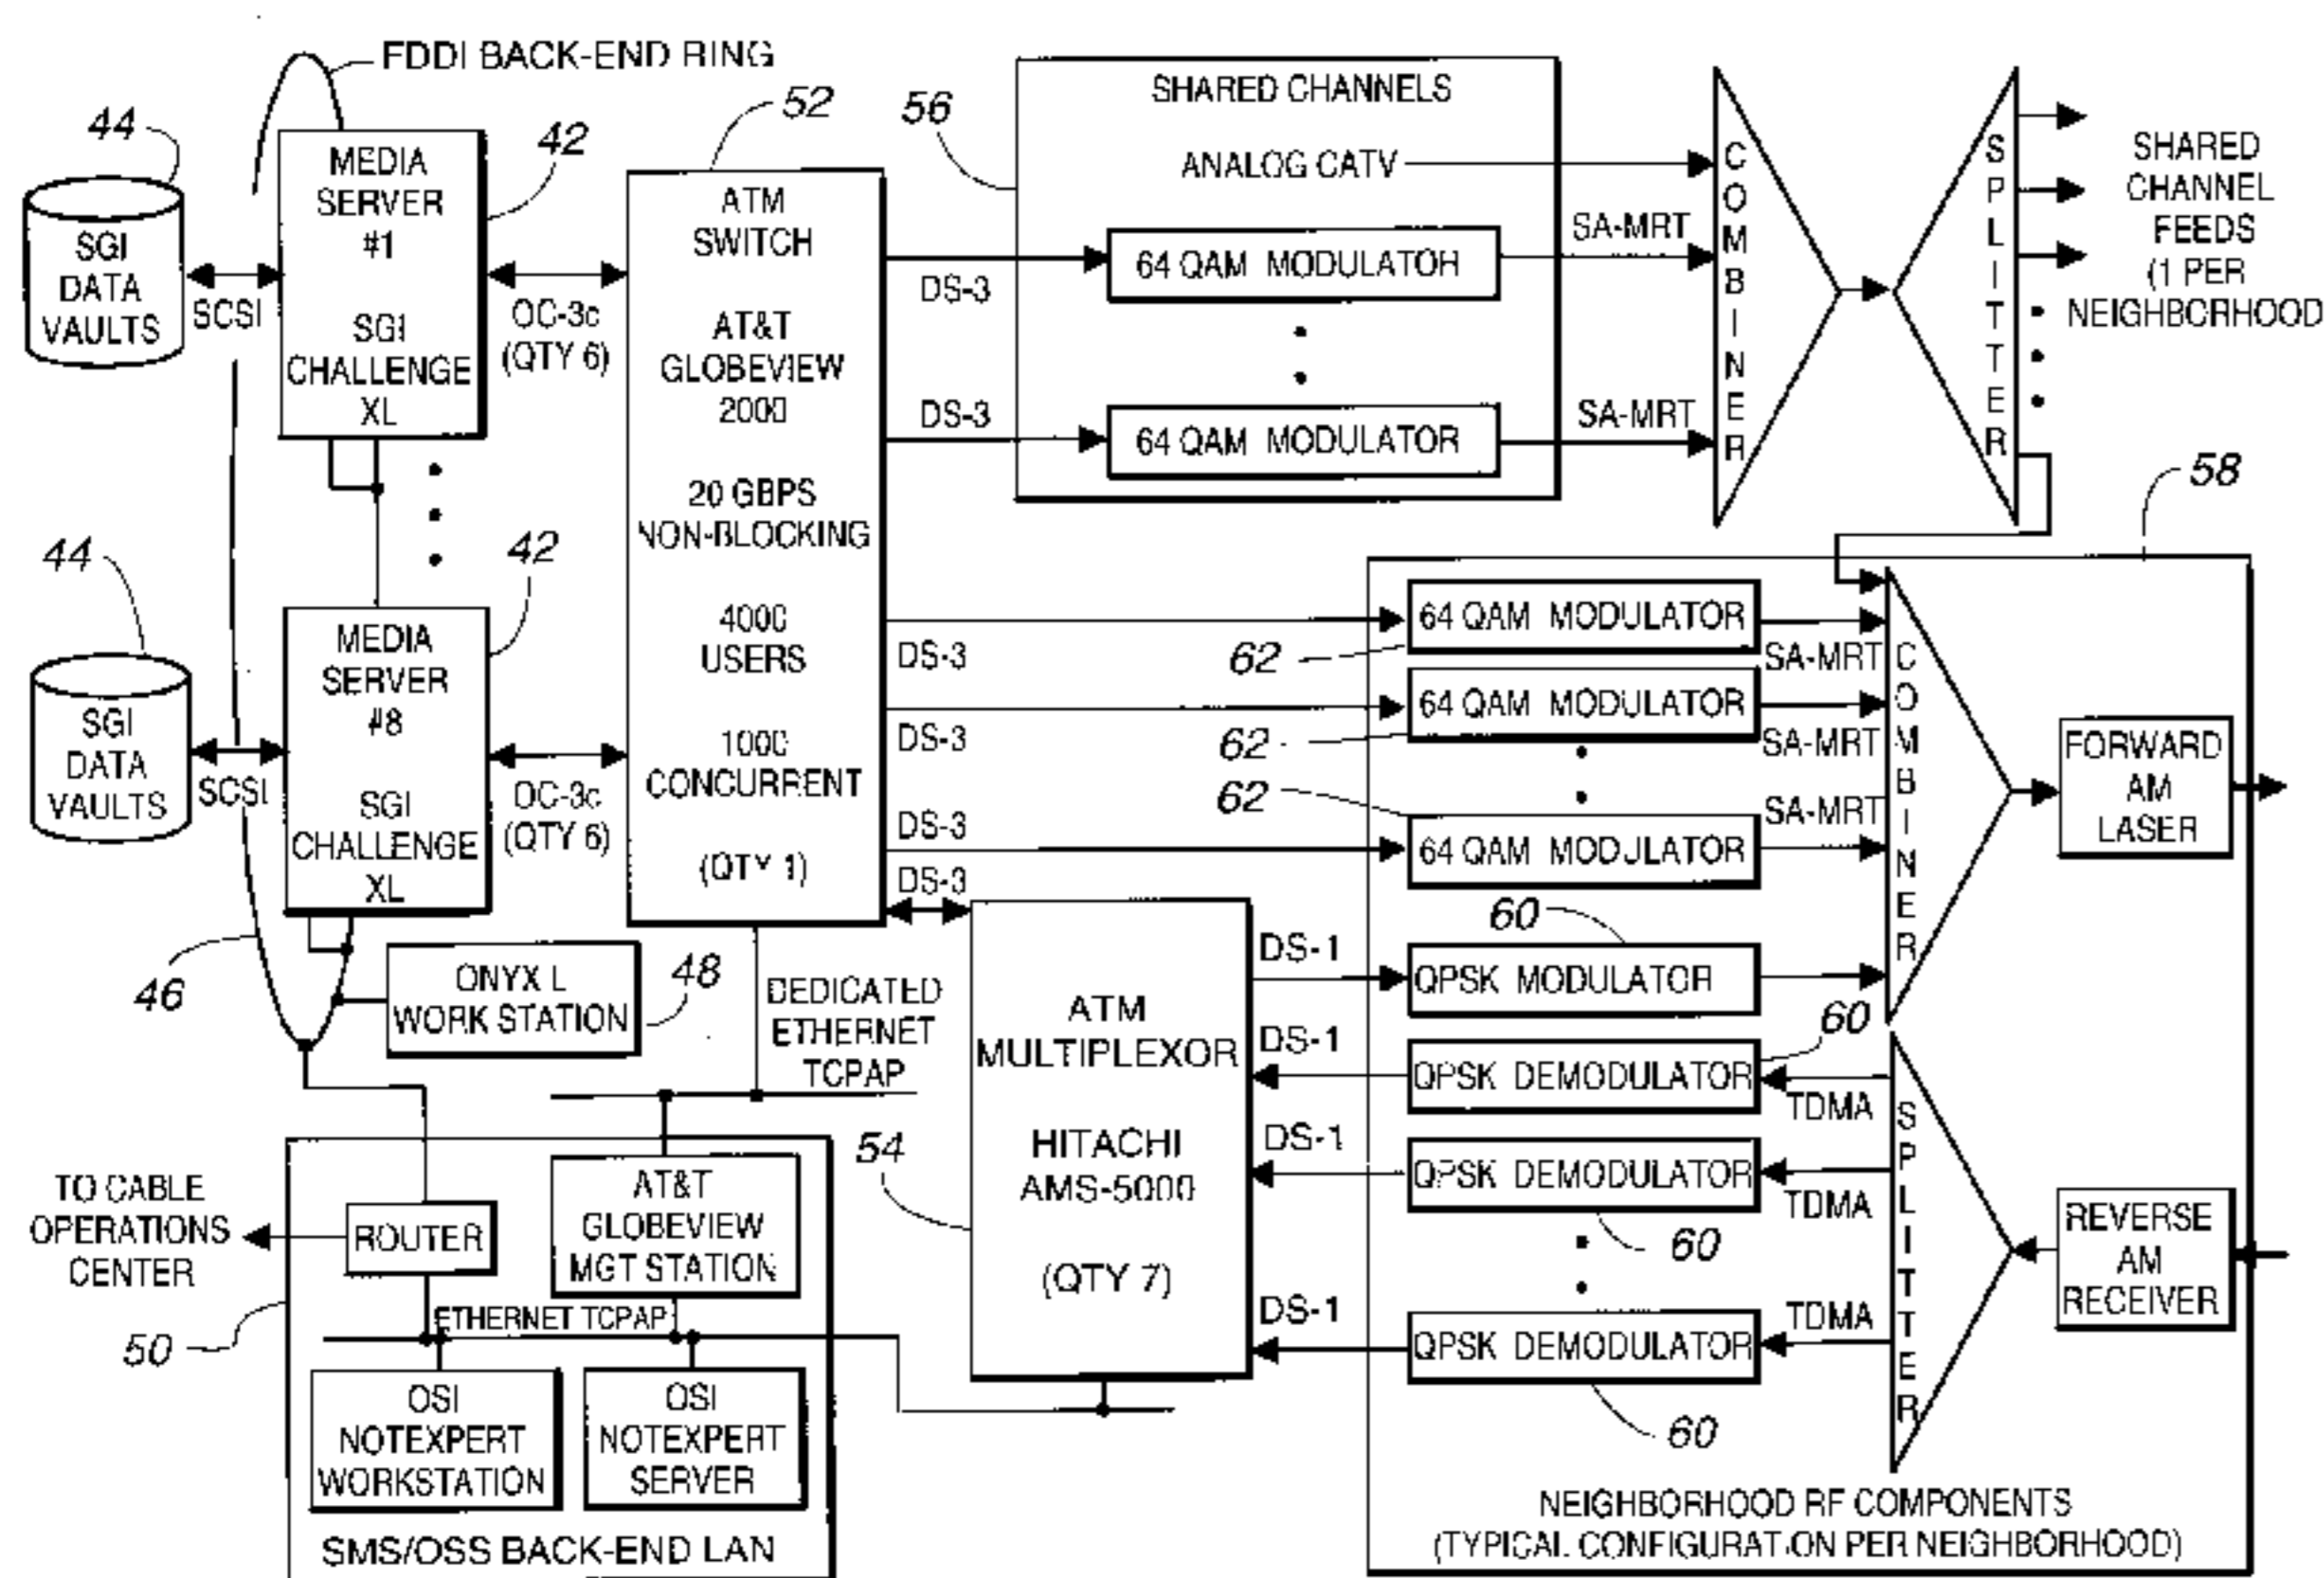 FDDI BACK-END RING
44
MEDIA
SERVER
#1
SGI
CHALLENGE
XL
42
SGI
DATA
VAULTS
SCSI
OC-3c
(QTY 6)
52
ATM
SWITCH
AT&T
GLOBEVIEW
2000
20 GBPS
NON-BLOCKING
4000
USERS
1000
CONCURRENT
(QTY 1)
56
SHARED CHANNELS
ANALOG CATV
DS-3
64 QAM MODULATOR
SA-MRT
DS-3
64 QAM MODULATOR
SA-MRT
COMBINER
SPLITTER
SHARED
CHANNEL
FEEDS
(1 PER
NEIGHBORHOOD
44
SGI
DATA
VAULTS
SCSI
42
MEDIA
SERVER
#8
SGI
CHALLENGE
XL
OC-3c
(QTY 6)
46
ONYX L
WORK STATION
48
58
DS-3
62
64 QAM MODULATOR
SA-MRT
DS-3
62
64 QAM MODULATOR
SA-MRT
DS-3
62
64 QAM MODULATOR
SA-MRT
COMBINER
FORWARD
AM
LASER
DS-3
DEDICATED
ETHERNET
TCPAP
54
ATM
MULTIPLEXOR
HITACHI
AMS-5000
(QTY 7)
DS-1
60
QPSK MODULATOR
DS-1
60
QPSK DEMODULATOR
TDMA
DS-1
QPSK DEMODULATOR
60
TDMA
DS-1
QPSK DEMODULATOR
60
TDMA
SPLITTER
REVERSE
AM
RECEIVER
TO CABLE
OPERATIONS
CENTER
ROUTER
50
AT&T
GLOBEVIEW
MGT STATION
ETHERNET TCPAP
OSI
NOTEXPERT
WORKSTATION
OSI
NOTEXPERT
SERVER
SMS/OSS BACK-END LAN
NEIGHBORHOOD RF COMPONENTS
(TYPICAL CONFIGURATION PER NEIGHBORHOOD)